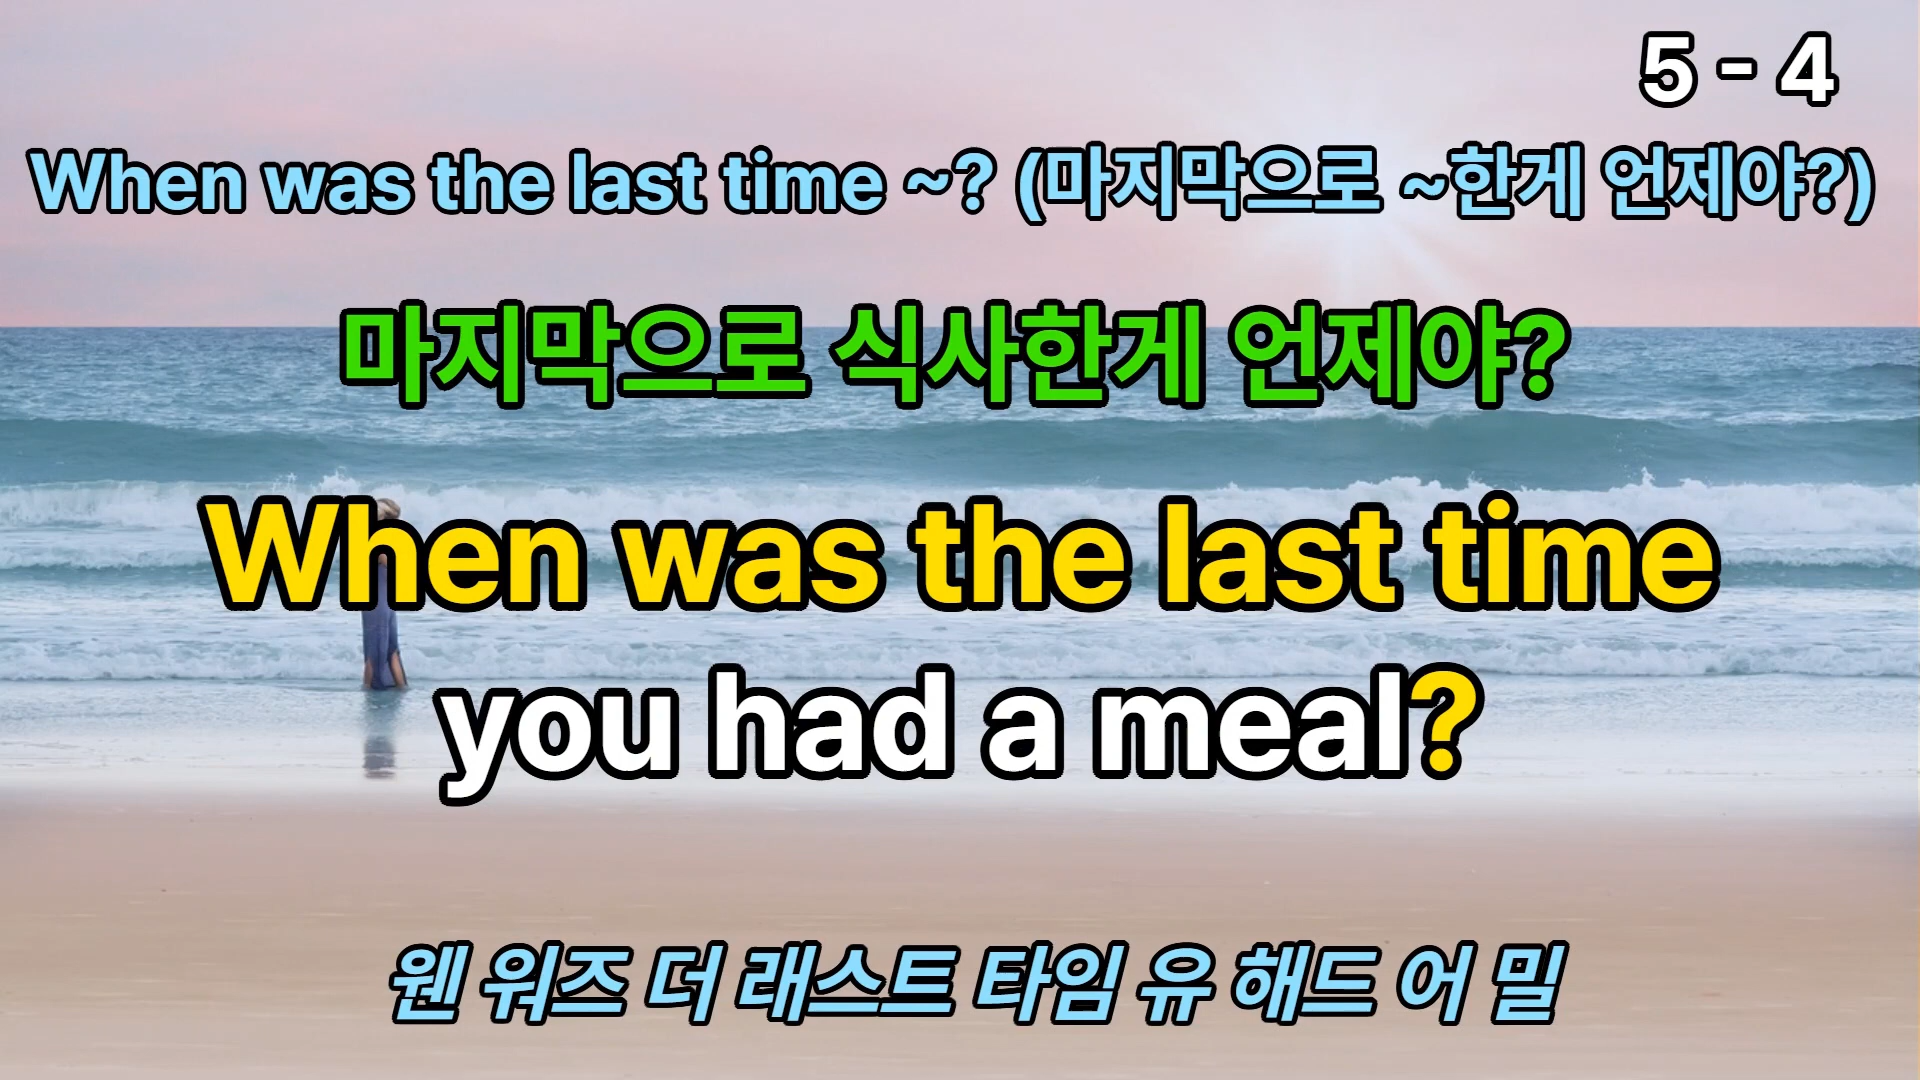 5 - 4
When was the last time ~? (마지막으로 ~한게 언제야?)
마지막으로 식사한게 언제야?
When was the last time
you had a meal?
웬 워즈 더 래스트 타임 유 해드 어 밀